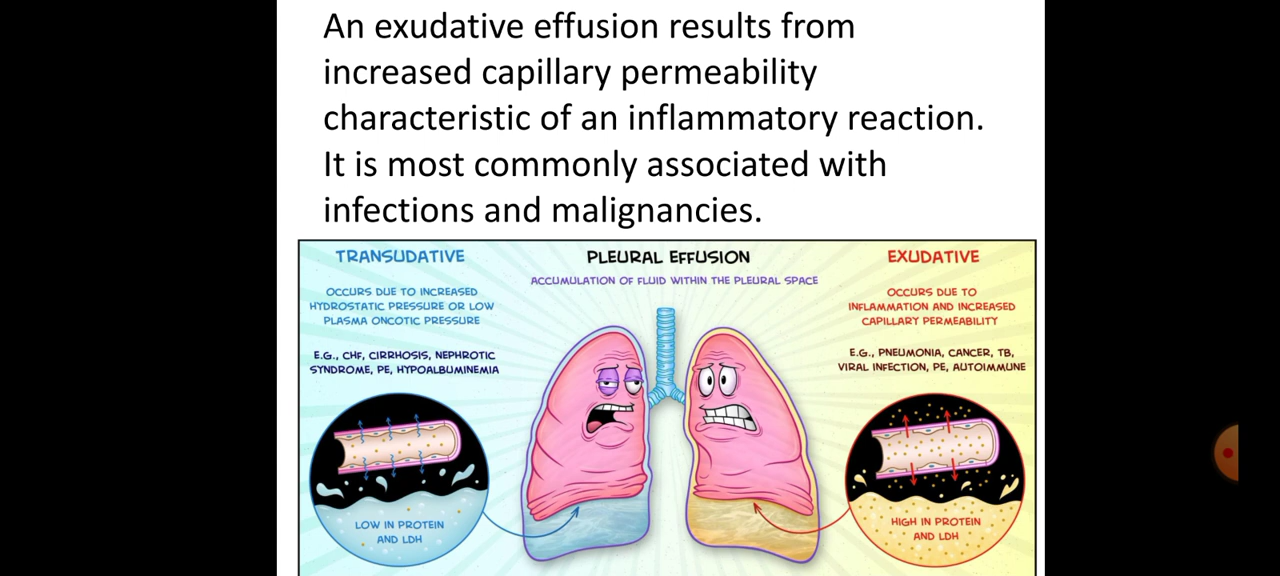 An exudative effusion results from
increased capillary permeability
characteristic of an inflammatory reaction.
It is most commonly associated with
infections and malignancies.
TRANSUDATIVE
OCCURS DUE TO INCREASED
HYDROSTATIC PRESSURE OR LOW
PLASMA ONCOTIC PRESSURE
E.G., CHF, CIRRHOSIS, NEPHROTIC
SYNDROME, PE, HYPOALBUMINEMIA
LOW IN PROTEIN
AND LDH
PLEURAL EFFUSION
ACCUMULATION OF FLUID WITHIN THE PLEURAL SPACE
EXUDATIVE
OCCURS DUE TO
INFLAMMATION AND INCREASED
CAPILLARY PERMEABILITY
E.G., PNEUMONIA, CANCER, TB,
VIRAL INFECTION, PE, AUTOIMMUNE
HIGH IN PROTEIN
AND LDH